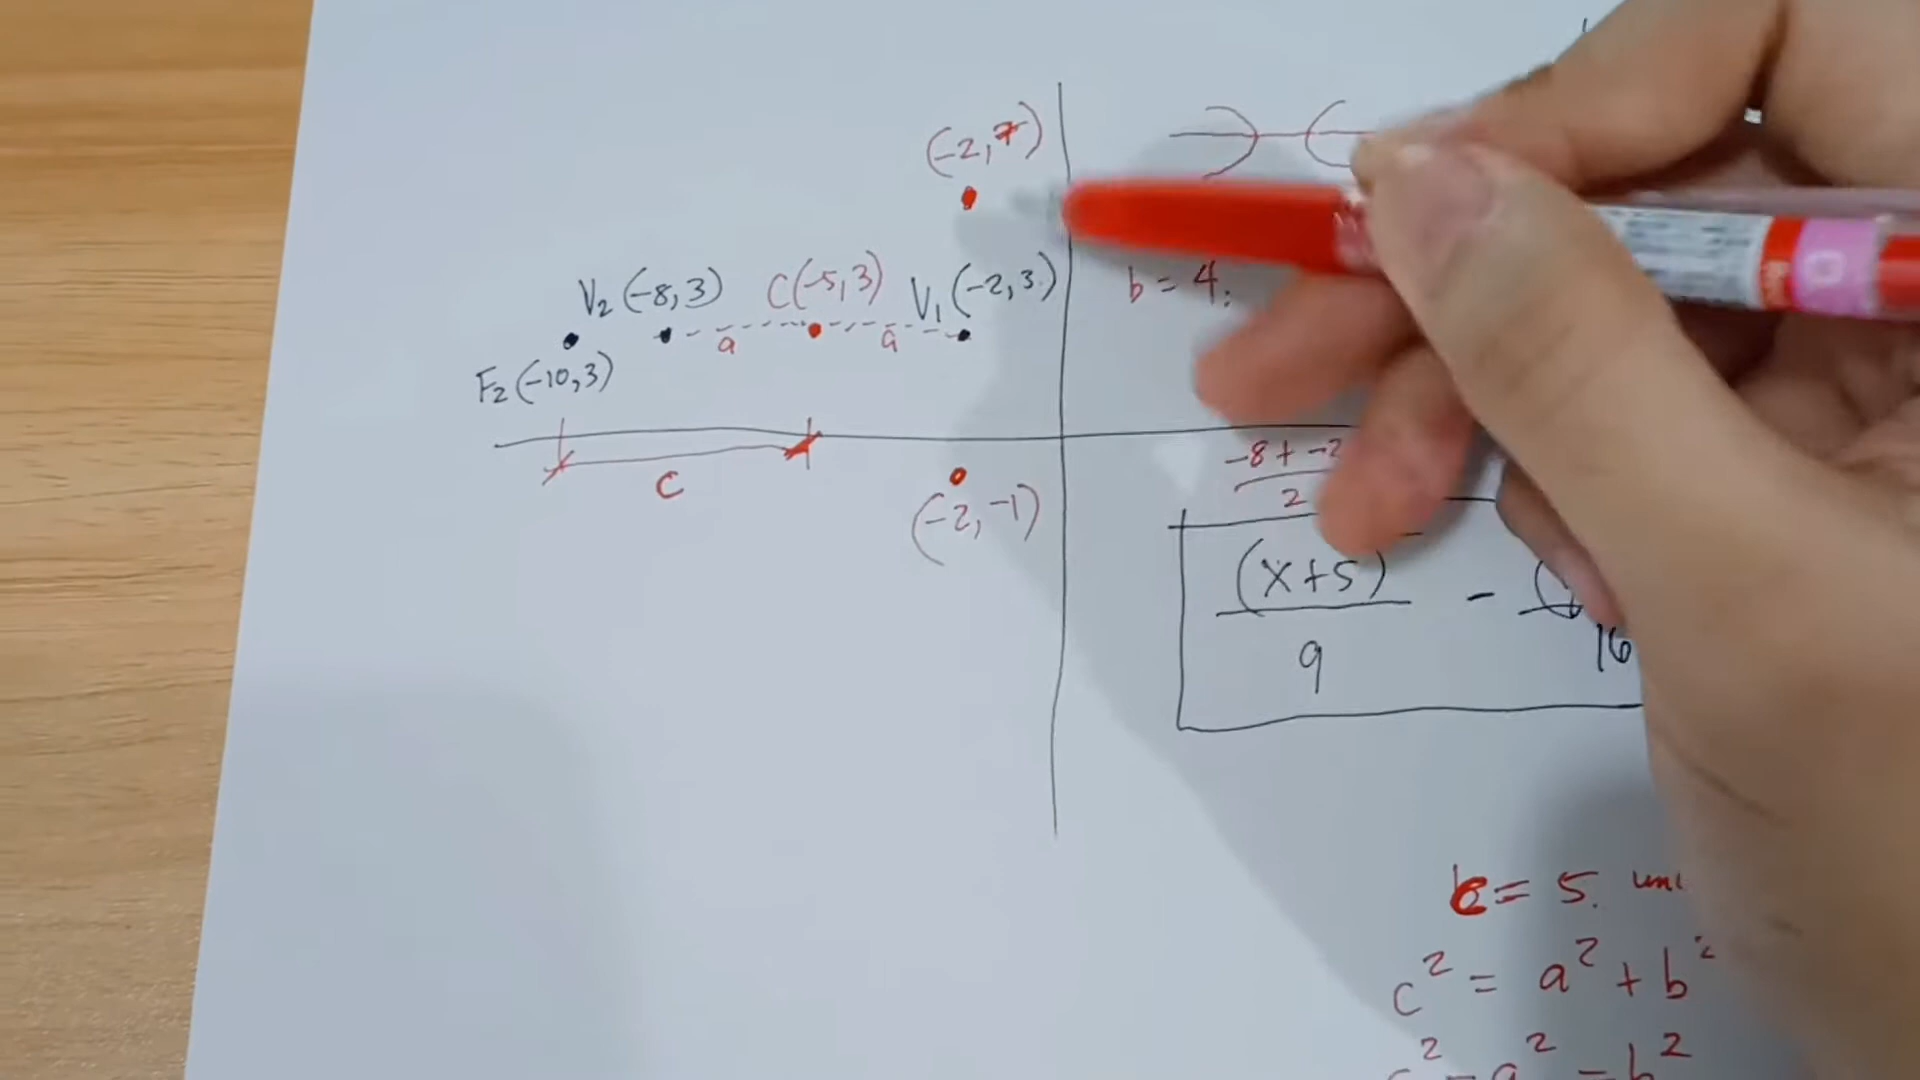 (-2,7)
V2 (-8,3) C(-5,3) V1 (-2,3)
a a
F2 (-10,3)
c
(-2,-1)
b = 4
-8 + -2
2
(x+5)
9
-
16
c = 5
c² = a² + b²